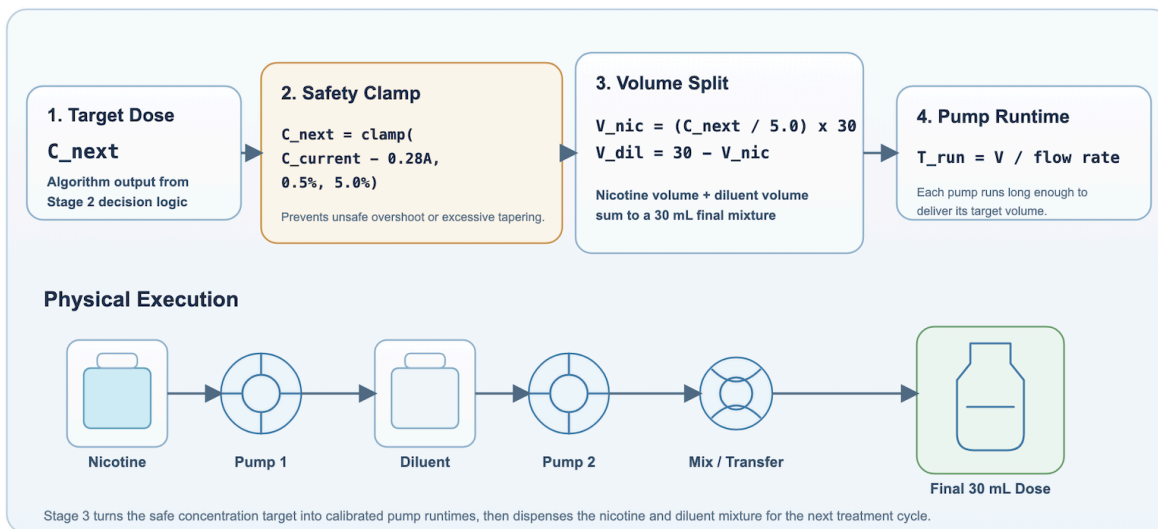 1. Target Dose
C_next
Algorithm output from
Stage 2 decision logic
2. Safety Clamp
C_next = clamp(
C_current − 0.28A,
0.5%, 5.0%)
Prevents unsafe overshoot or excessive tapering.
3. Volume Split
V_nic = (C_next / 5.0) x 30
V_dil = 30 − V_nic
Nicotine volume + diluent volume
sum to a 30 mL final mixture
4. Pump Runtime
T_run = V / flow rate
Each pump runs long enough to
deliver its target volume.
Physical Execution
Nicotine
Pump 1
Diluent
Pump 2
Mix / Transfer
Final 30 mL Dose
Stage 3 turns the safe concentration target into calibrated pump runtimes, then dispenses the nicotine and diluent mixture for the next treatment cycle.